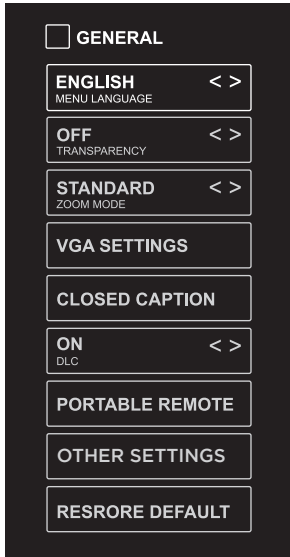 GENERAL
ENGLISH < >
MENU LANGUAGE
OFF < >
TRANSPARENCY
STANDARD < >
ZOOM MODE
VGA SETTINGS
CLOSED CAPTION
ON < >
DLC
PORTABLE REMOTE
OTHER SETTINGS
RESRORE DEFAULT